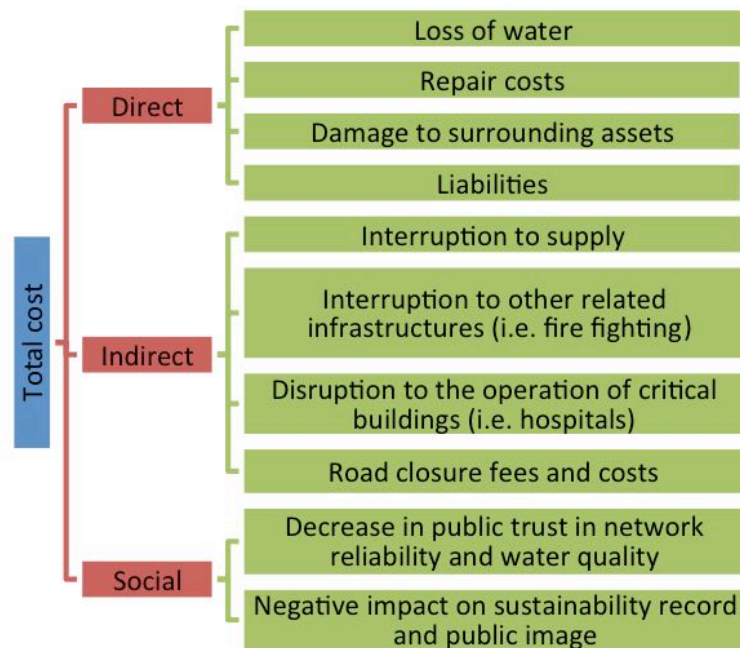 Total cost
Direct
Loss of water
Repair costs
Damage to surrounding assets
Liabilities
Indirect
Interruption to supply
Interruption to other related
infrastructures (i.e. fire fighting)
Disruption to the operation of critical
buildings (i.e. hospitals)
Road closure fees and costs
Social
Decrease in public trust in network
reliability and water quality
Negative impact on sustainability record
and public image